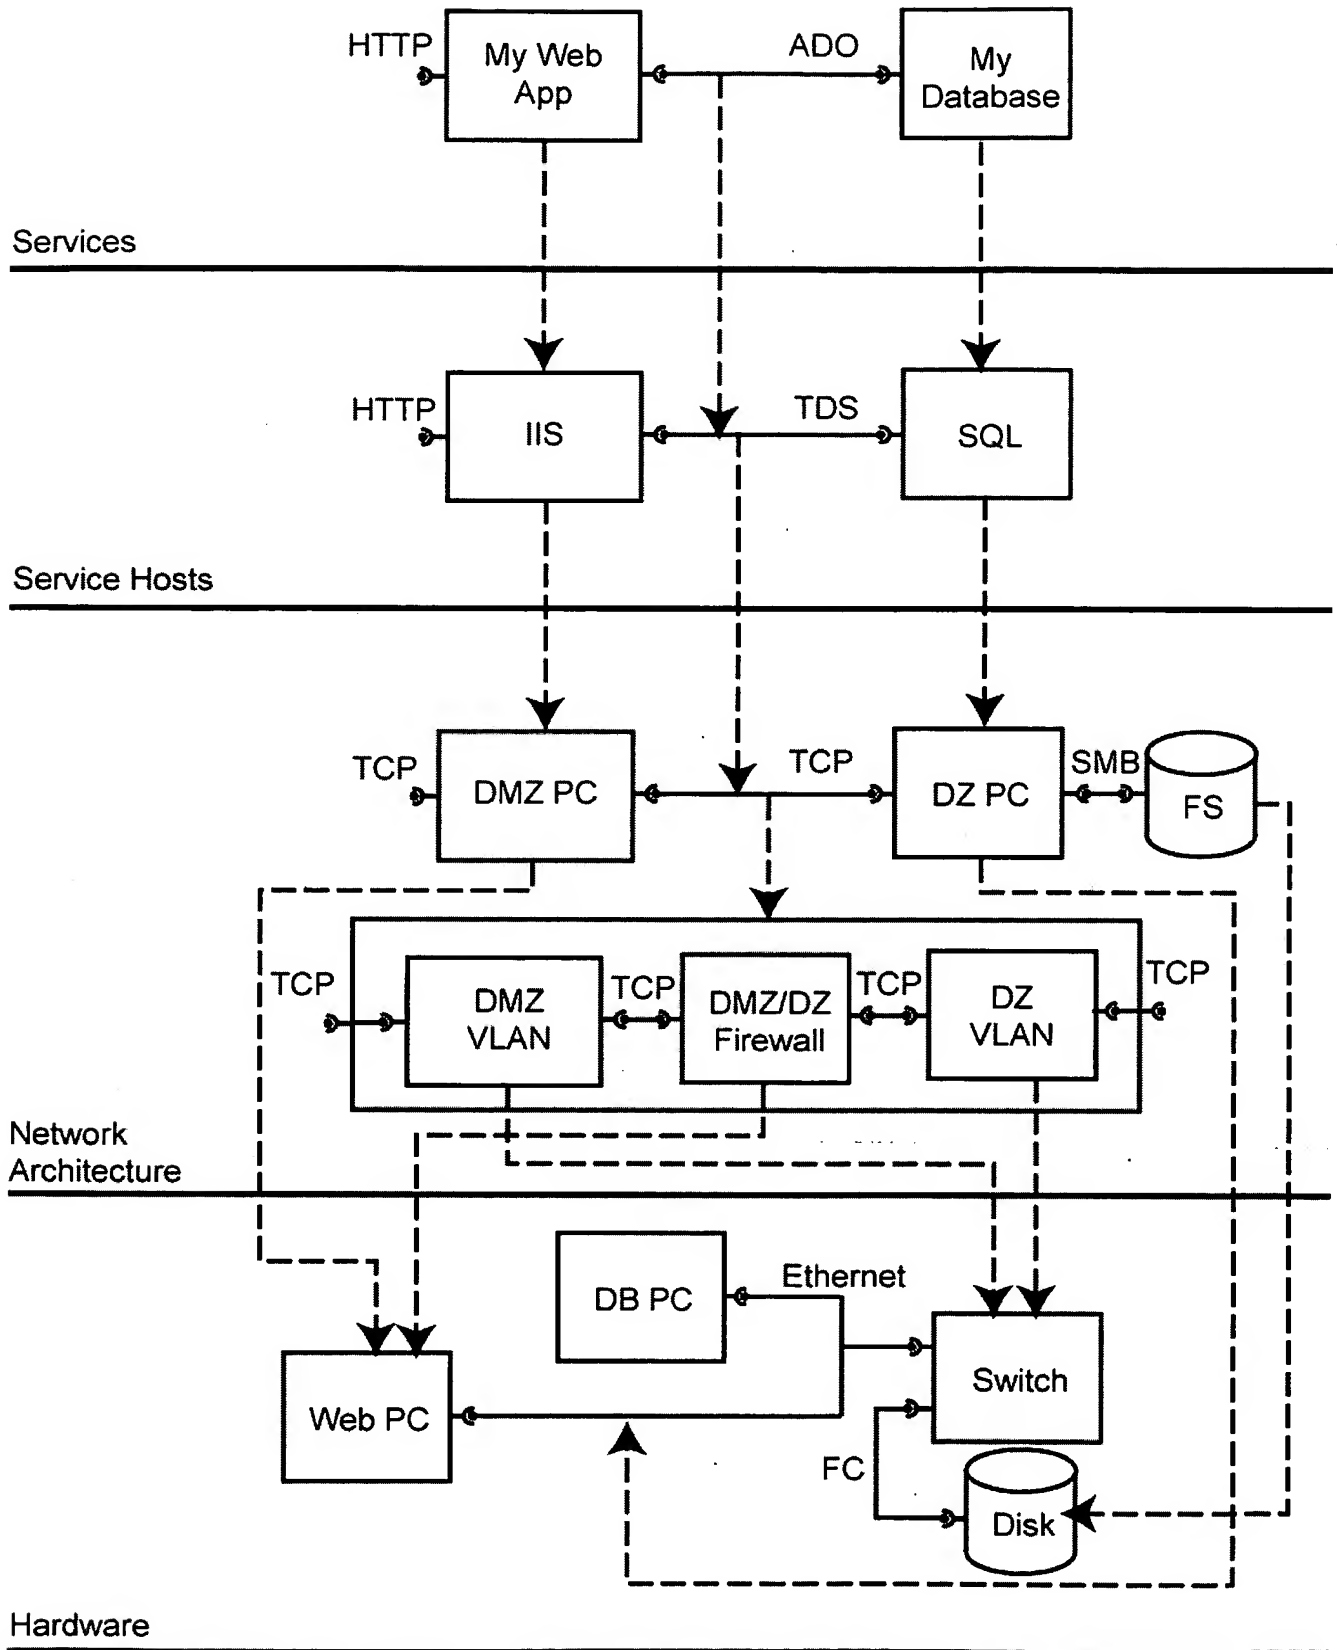 HTTP
My Web
App
ADO
My
Database
Services
HTTP
IIS
TDS
SQL
Service Hosts
TCP
DMZ PC
TCP
DZ PC
SMB
FS
TCP
DMZ
VLAN
TCP
DMZ/DZ
Firewall
TCP
DZ
VLAN
TCP
Network
Architecture
DB PC
Ethernet
Switch
Web PC
FC
Disk
Hardware